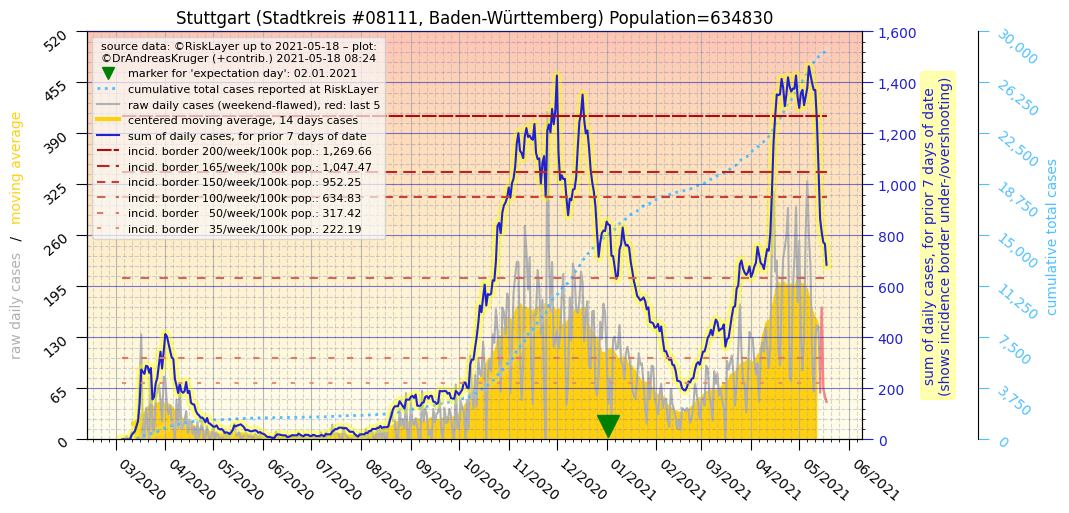 Stuttgart (Stadtkreis #08111, Baden-Württemberg) Population=634830
source data: ©RiskLayer up to 2021-05-18 – plot:
©DrAndreasKruger (+contrib.) 2021-05-18 08:24
marker for 'expectation day': 02.01.2021
cumulative total cases reported at RiskLayer
raw daily cases (weekend-flawed), red: last 5
centered moving average, 14 days cases
sum of daily cases, for prior 7 days of date
incid. border 200/week/100k pop.: 1,269.66
incid. border 165/week/100k pop.: 1,047.47
incid. border 150/week/100k pop.: 952.25
incid. border 100/week/100k pop.: 634.83
incid. border 50/week/100k pop.: 317.42
incid. border 35/week/100k pop.: 222.19
raw daily cases / moving average
520
455
390
325
260
195
130
65
0
03/2020
04/2020
05/2020
06/2020
07/2020
08/2020
09/2020
10/2020
11/2020
12/2020
01/2021
02/2021
03/2021
04/2021
05/2021
06/2021
1,600
1,400
1,200
1,000
800
600
400
200
0
sum of daily cases, for prior 7 days of date
(shows incidence border under-/overshooting)
30,000
26,250
22,500
18,750
15,000
11,250
7,500
3,750
0
cumulative total cases